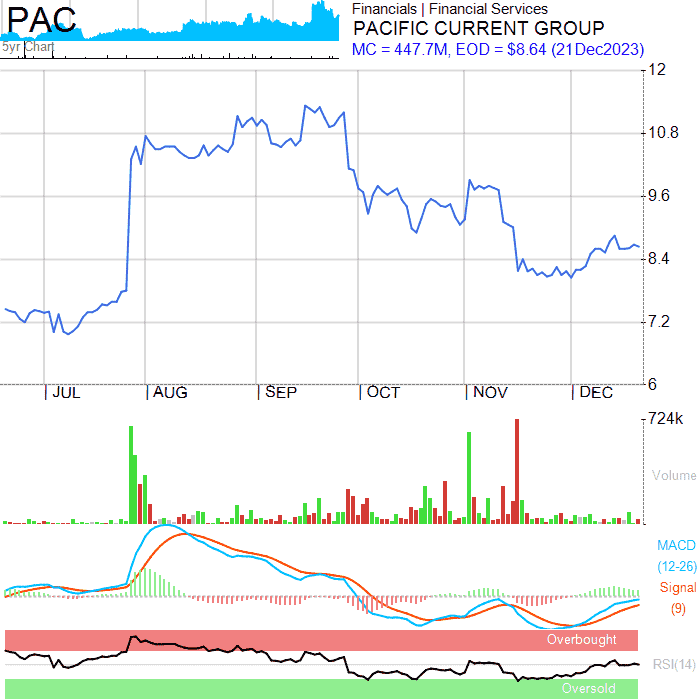 PAC
5yr Chart
Financials | Financial Services
PACIFIC CURRENT GROUP
MC = 447.7M, EOD = $8.64 (21Dec2023)
12
10.8
9.6
8.4
7.2
6
JUL AUG SEP OCT NOV DEC
724k
Volume
MACD
(12-26)
Signal
(9)
Overbought
RSI(14)
Oversold